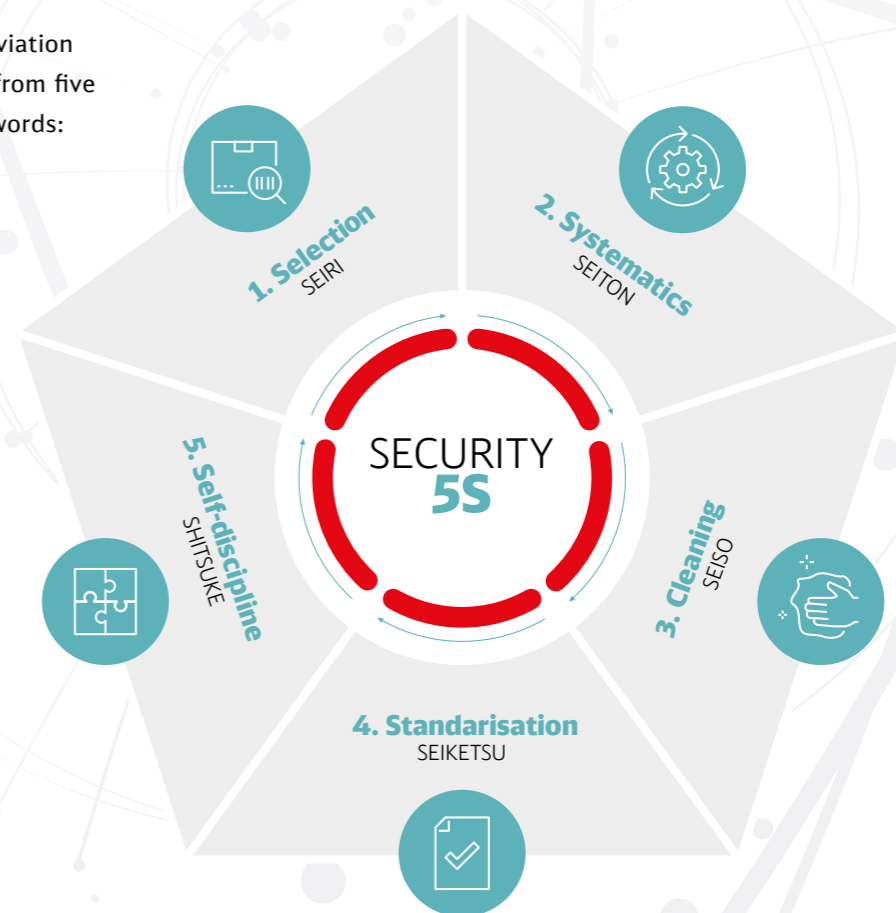 viation
from five
words:
1. Selection
SEIRI
2. Systematics
SEITON
3. Cleaning
SEISO
4. Standarisation
SEIKETSU
5. Self-discipline
SHITSUKE
SECURITY
5S